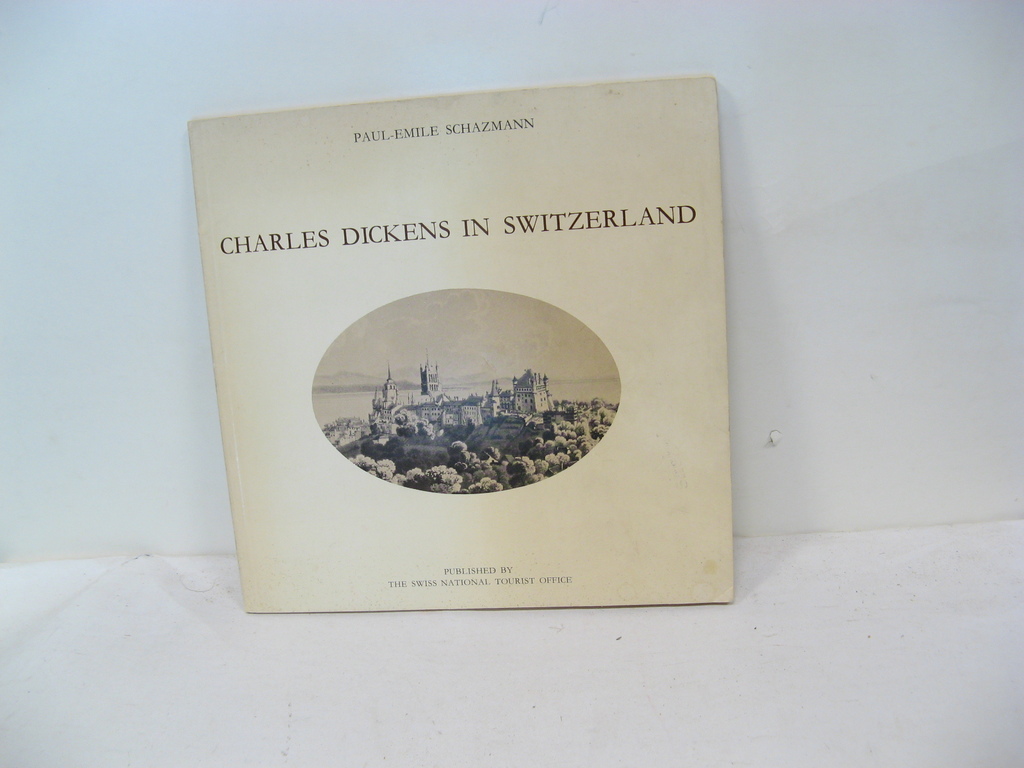 PAUL-EMILE SCHAZMANN
CHARLES DICKENS IN SWITZERLAND
PUBLISHED BY
THE SWISS NATIONAL TOURIST OFFICE